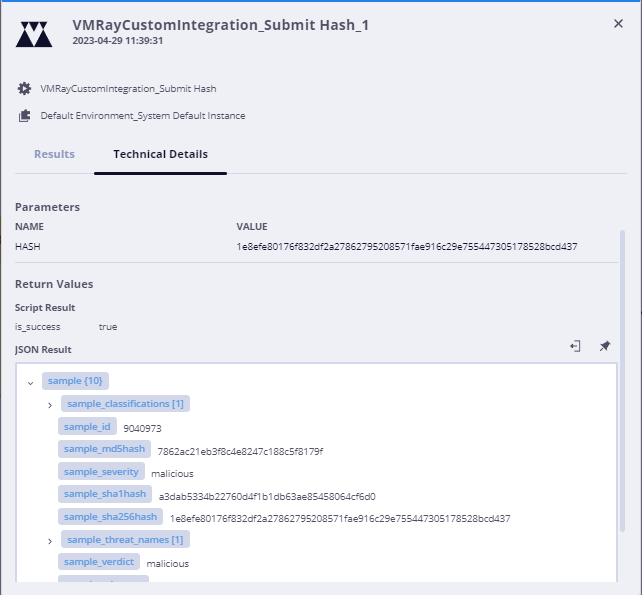 VMRayCustomIntegration_Submit Hash_1
2023-04-29 11:39:31
VMRayCustomIntegration_Submit Hash
Default Environment_System Default Instance
Results Technical Details
Parameters
NAME VALUE
HASH 1e8efe80176f832df2a27862795208571fae916c29e755447305178528bcd437
Return Values
Script Result
is_success true
JSON Result
sample {10}
sample_classifications [1]
sample_id 9040973
sample_md5hash 7862ac21eb3f8c4e8247c188c5f8179f
sample_severity malicious
sample_sha1hash a3dab5334b22760d4f1b1db63ae85458064cf6d0
sample_sha256hash 1e8efe80176f832df2a27862795208571fae916c29e755447305178528bcd437
sample_threat_names [1]
sample_verdict malicious